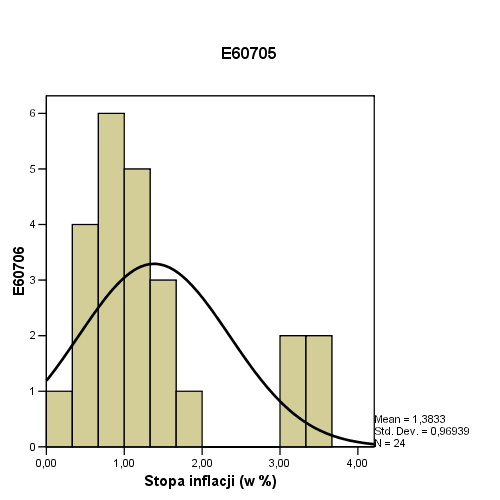 E60705
E60706
6
5
4
3
2
1
0
0,00
1,00
2,00
3,00
4,00
Stopa inflacji (w %)
Mean = 1,3833
Std. Dev. = 0,96939
N = 24